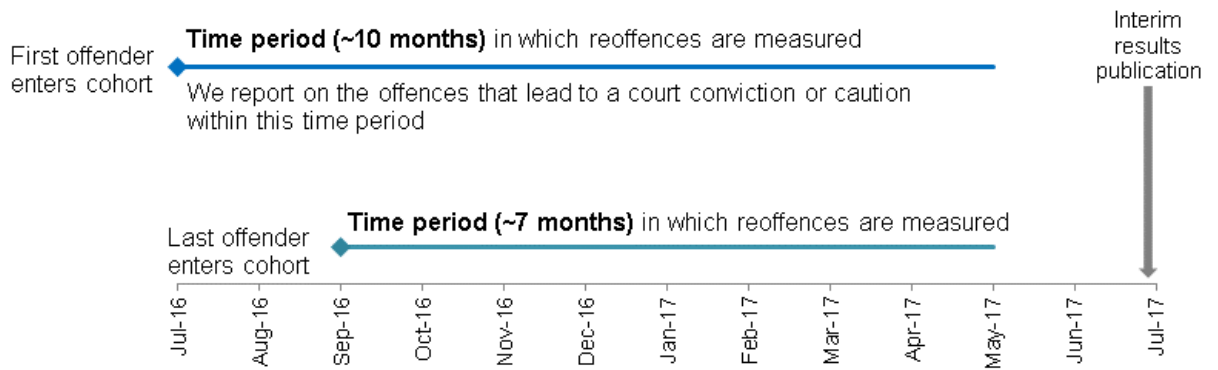 Interim
results
publication
First offender
enters cohort
Time period (~10 months) in which reoffences are measured
We report on the offences that lead to a court conviction or caution
within this time period
Last offender
enters cohort
Time period (~7 months) in which reoffences are measured
Jul-16
Aug-16
Sep-16
Oct-16
Nov-16
Dec-16
Jan-17
Feb-17
Mar-17
Apr-17
May-17
Jun-17
Jul-17